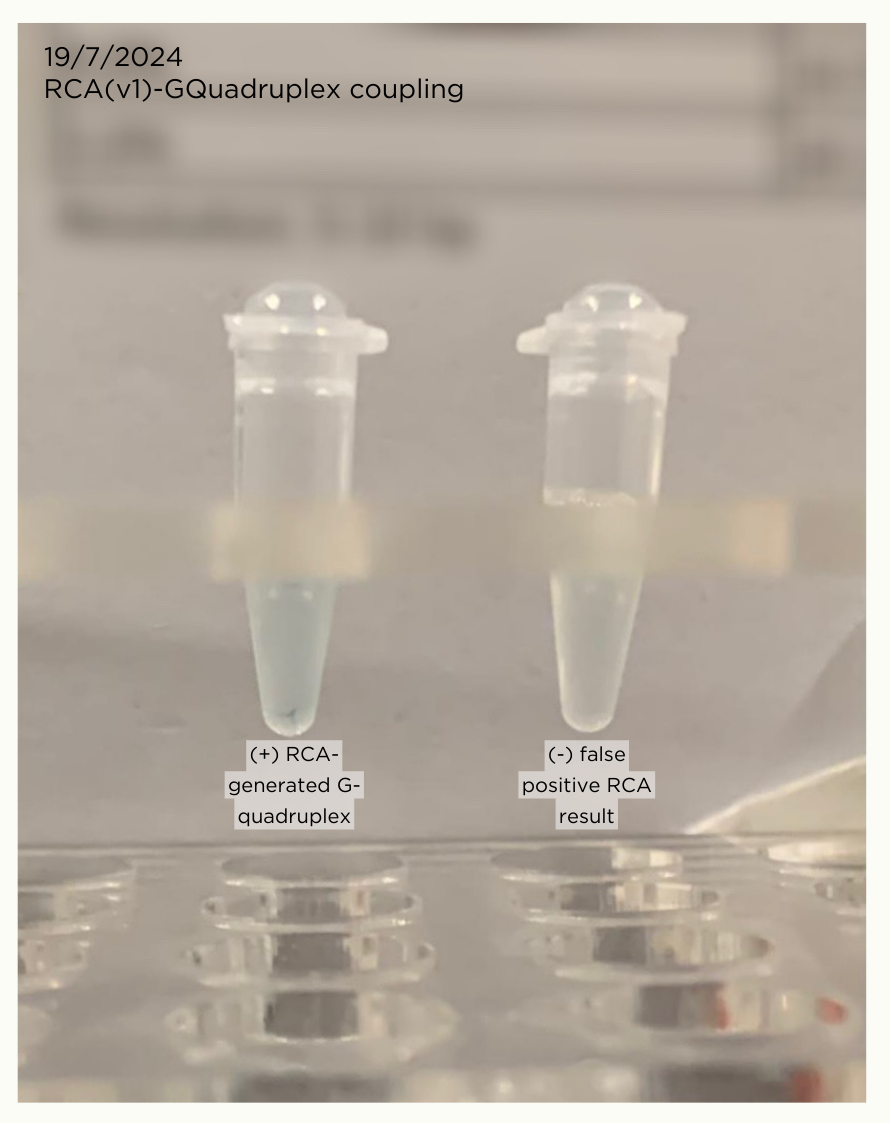 19/7/2024
RCA(v1)-GQuadruplex coupling
(+) RCA-
generated G-
quadruplex
(-) false
positive RCA
result